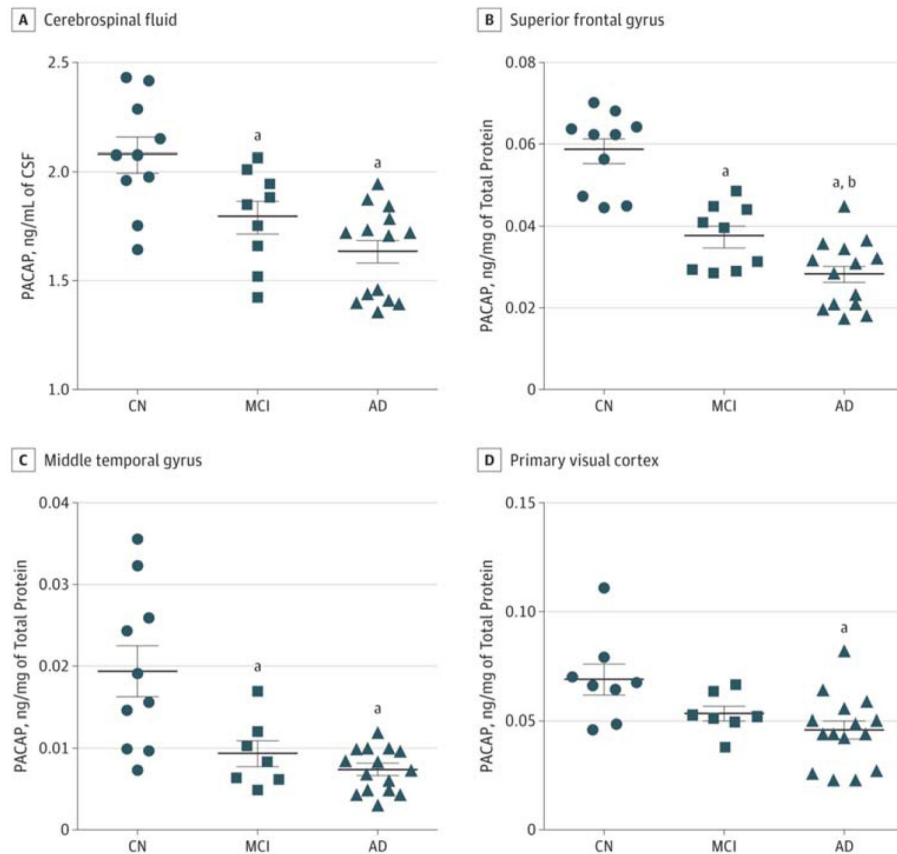 A Cerebrospinal fluid
2.5
2.0
1.5
1.0
PACAP, ng/mL of CSF
a
a
CN MCI AD
B Superior frontal gyrus
0.08
0.06
0.04
0.02
0
PACAP, ng/mg of Total Protein
a
a, b
CN MCI AD
C Middle temporal gyrus
0.04
0.03
0.02
0.01
0
PACAP, ng/mg of Total Protein
a
a
CN MCI AD
D Primary visual cortex
0.15
0.10
0.05
0
PACAP, ng/mg of Total Protein
a
CN MCI AD